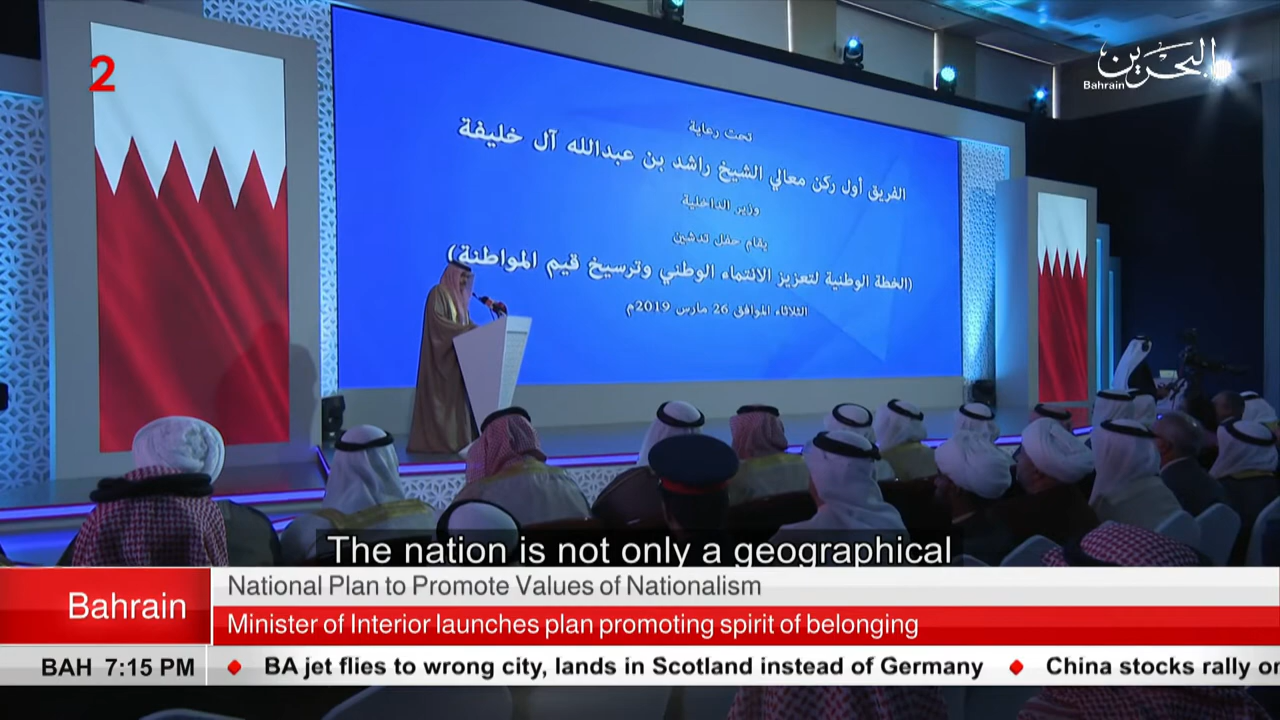 2
البحرين
Bahrain
تحت رعاية
الفريق أول ركن معالي الشيخ راشد بن عبدالله آل خليفة
وزير الداخلية
يقام حفل تدشين
(الخطة الوطنية لتعزيز الانتماء الوطني وترسيخ قيم المواطنة)
الثلاثاء الموافق 26 مارس 2019م
The nation is not only a geographical
Bahrain
National Plan to Promote Values of Nationalism
Minister of Interior launches plan promoting spirit of belonging
BAH 7:15 PM
BA jet flies to wrong city, lands in Scotland instead of Germany
China stocks rally on